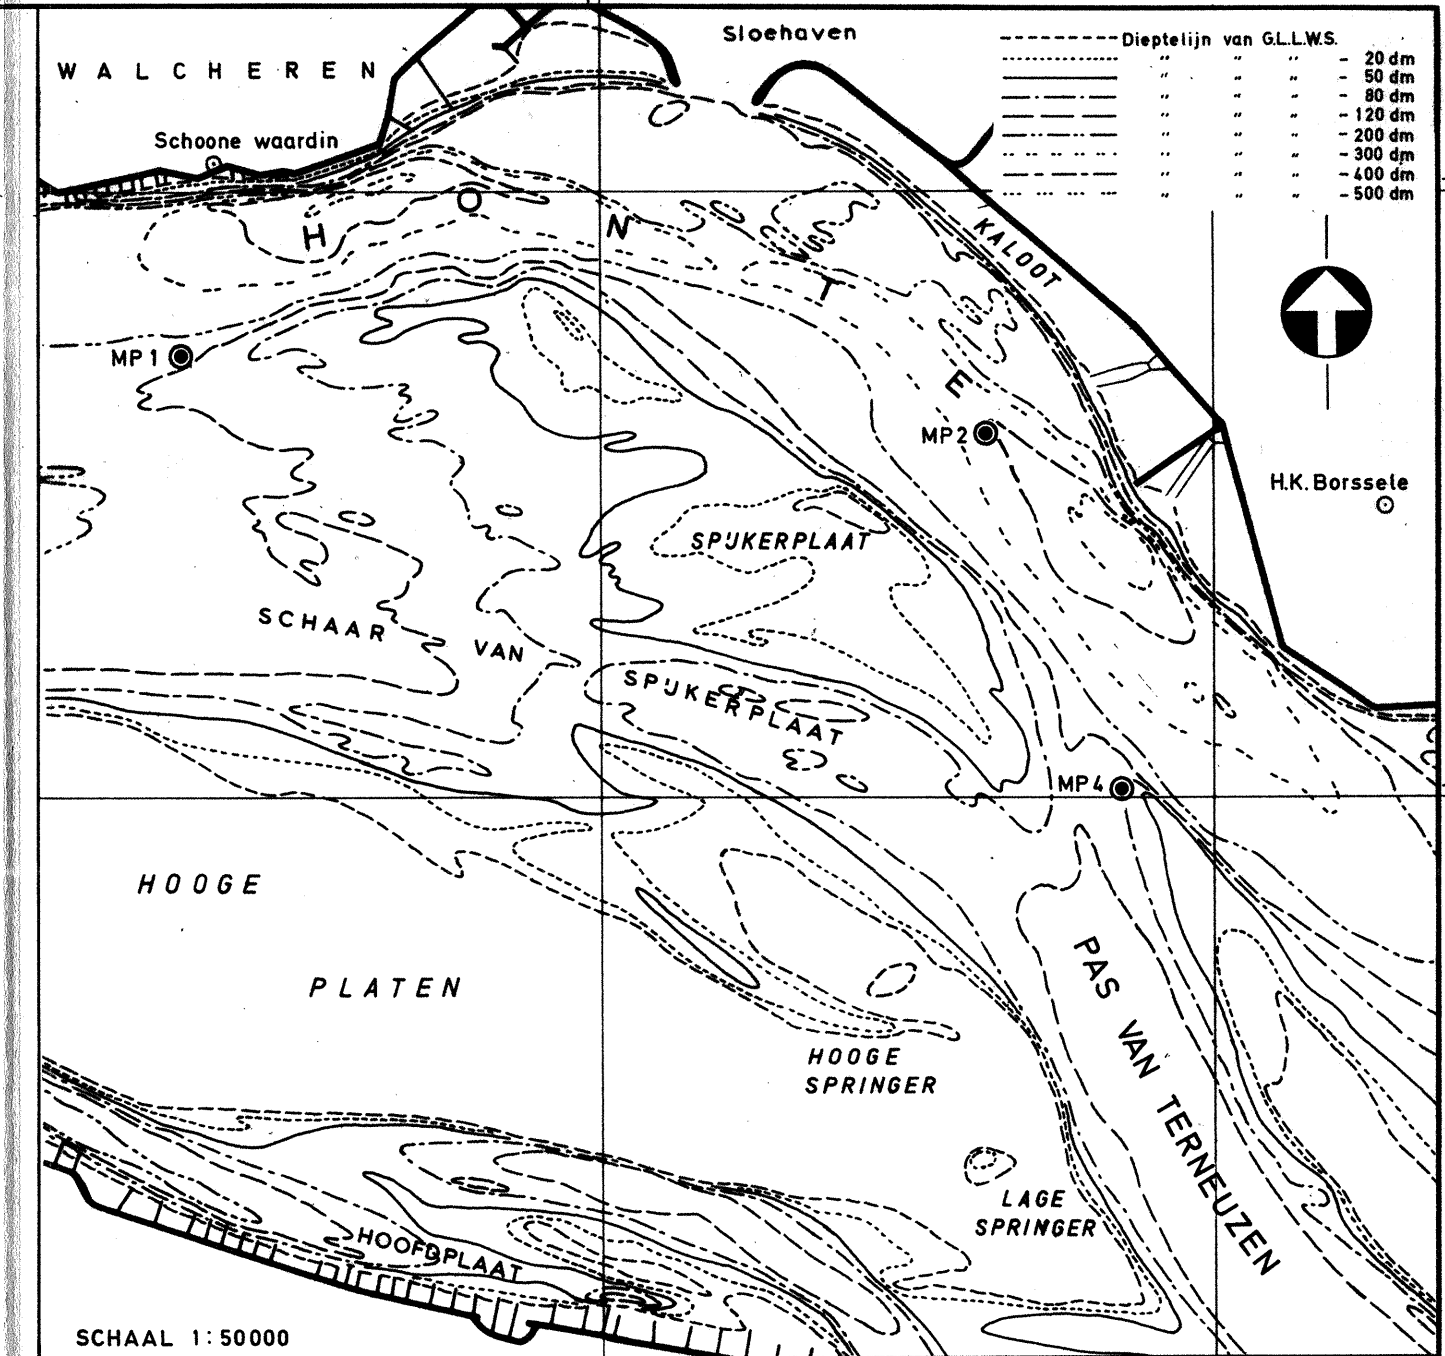 Sloehaven
WALCHEREN
Dieptelijn van G.L.L.W.S.
" " " - 20 dm
" " " - 50 dm
" " " - 80 dm
" " " - 120 dm
" " " - 200 dm
" " " - 300 dm
" " " - 400 dm
" " " - 500 dm
Schoone waardin
HONTE
KALOOT
MP 1
MP 2
H.K. Borssele
SPIJKERPLAAT
SCHAAR VAN SPIJKERPLAAT
MP 4
HOOGE
PLATEN
PAS VAN TERNEUZEN
HOOGE
SPRINGER
LAGE
SPRINGER
HOOFDPLAAT
SCHAAL 1:50000